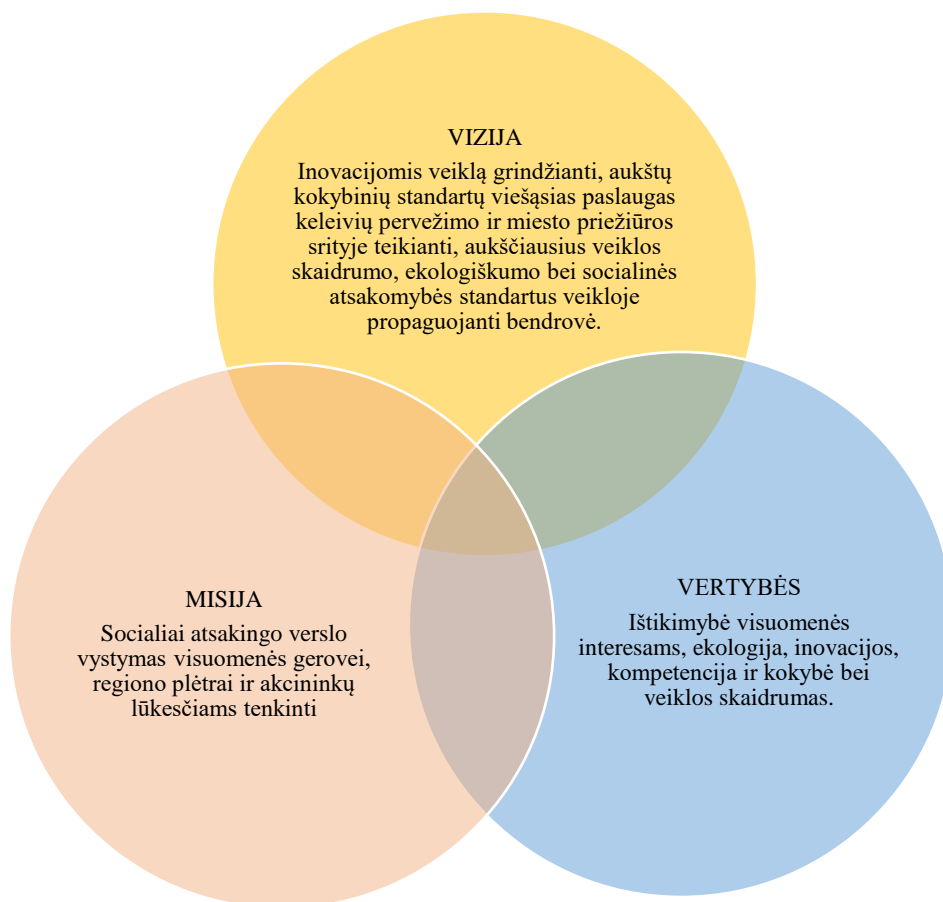 VIZIJA
Inovacijomis veiklą grindžianti, aukštų
kokybinių standartų viešąsias paslaugas
keleivių pervežimo ir miesto priežiūros
srityje teikianti, aukščiausius veiklos
skaidrumo, ekologiškumo bei socialinės
atsakomybės standartus veikloje
propaguojanti bendrovė.
MISIJA
Socialiai atsakingo verslo
vystymas visuomenės gerovei,
regiono plėtrai ir akcininkų
lūkesčiams tenkinti
VERTYBĖS
Ištikimybė visuomenės
interesams, ekologija, inovacijos,
kompetencija ir kokybė bei
veiklos skaidrumas.